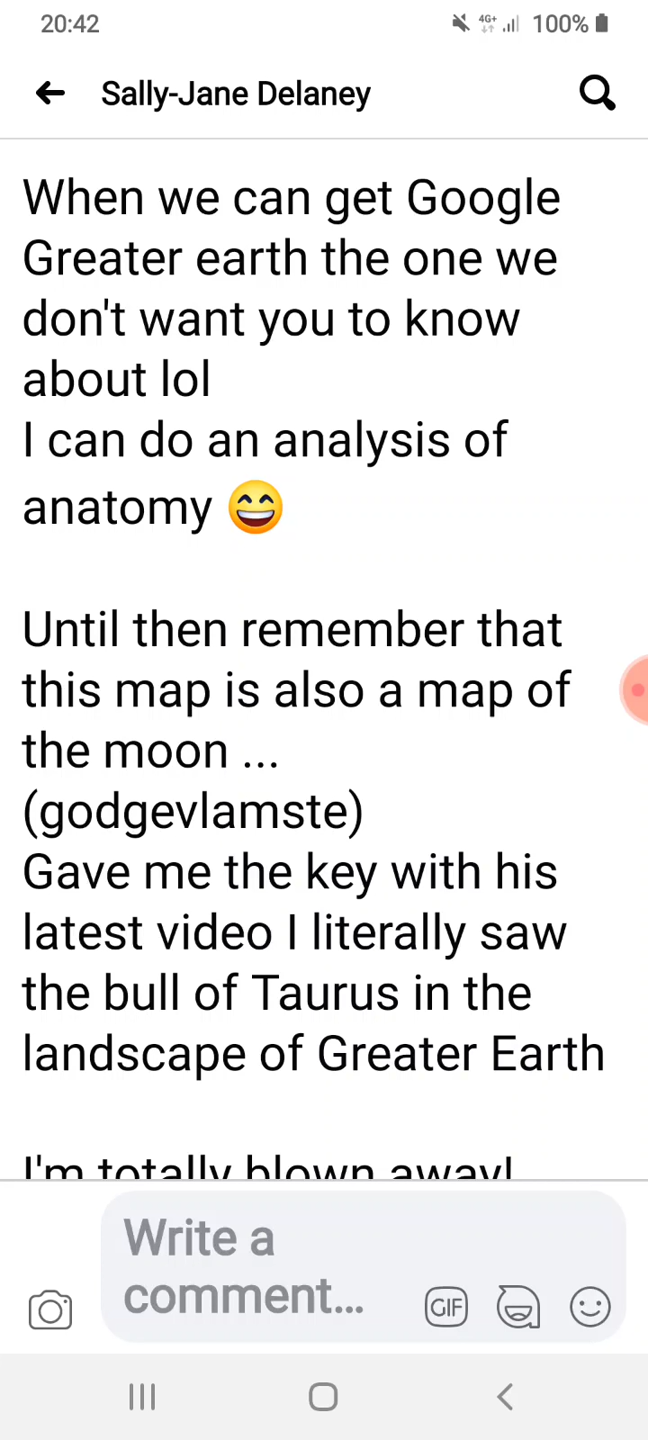 20:42
4G+
100%
Sally-Jane Delaney
When we can get Google
Greater earth the one we
don't want you to know
about lol
I can do an analysis of
anatomy 😄
Until then remember that
this map is also a map of
the moon ...
(godgevlamste)
Gave me the key with his
latest video I literally saw
the bull of Taurus in the
landscape of Greater Earth
I'm totally blown away!
Write a
comment...
GIF